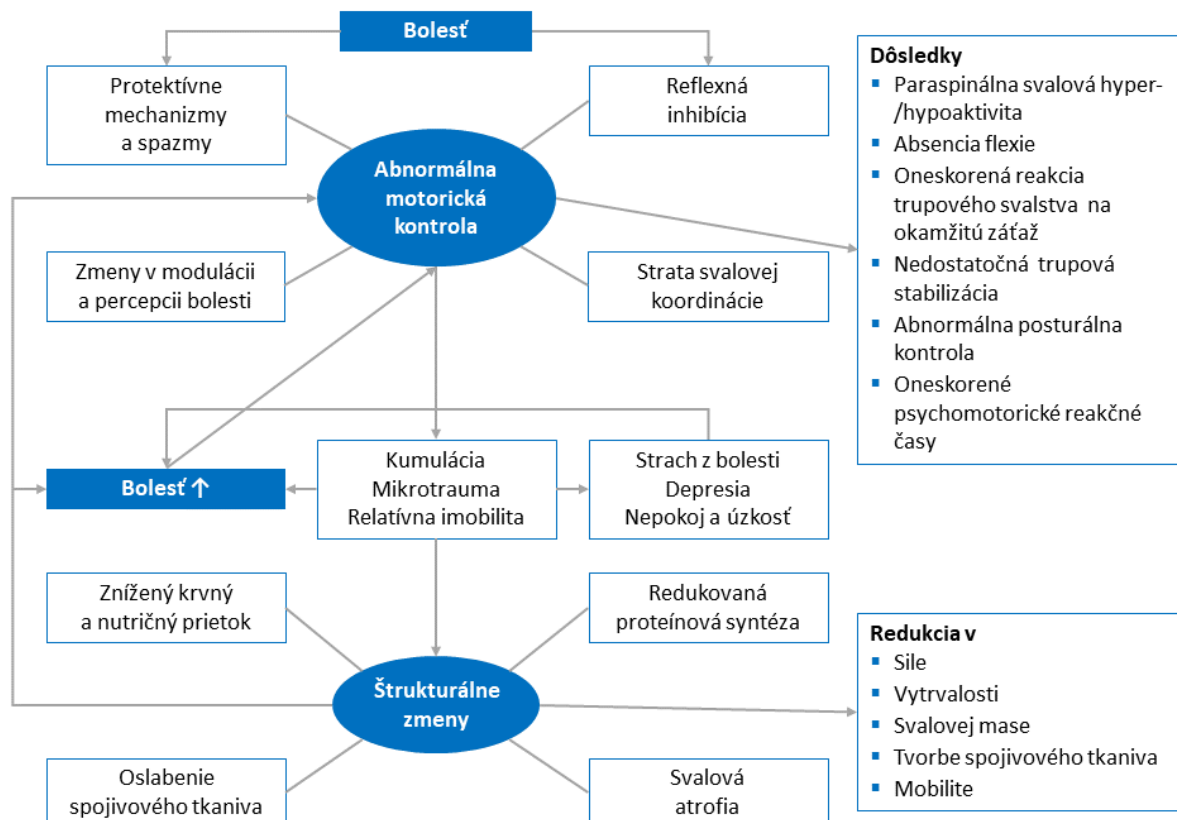 Bolesť
Protektívne
mechanizmy
a spazmy
Reflexná
inhibícia
Abnormálna
motorická
kontrola
Zmeny v modulácii
a percepcii bolesti
Strata svalovej
koordinácie
Dôsledky
Paraspinálna svalová hyper-
/hypoaktivita
Absencia flexie
Oneskorená reakcia
trupového svalstva na
okamžitú záťaž
Nedostatočná trupová
stabilizácia
Abnormálna posturálna
kontrola
Oneskorené
psychomotorické reakčné
časy
Bolesť ↑
Kumulácia
Mikrotrauma
Relatívna imobilita
Strach z bolesti
Depresia
Nepokoj a úzkosť
Znížený krvný
a nutričný prietok
Redukovaná
proteínová syntéza
Štrukturálne
zmeny
Oslabenie
spojivového tkaniva
Svalová
atrofia
Redukcia v
Sile
Vytrvalosti
Svalovej mase
Tvorbe spojivového tkaniva
Mobilite